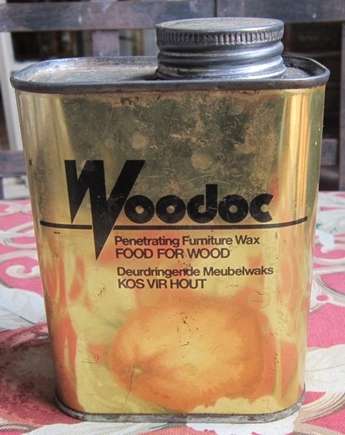 Woodoc
Penetrating Furniture Wax
FOOD FOR WOOD
Deurdringende Meubelwaks
KOS VIR HOUT